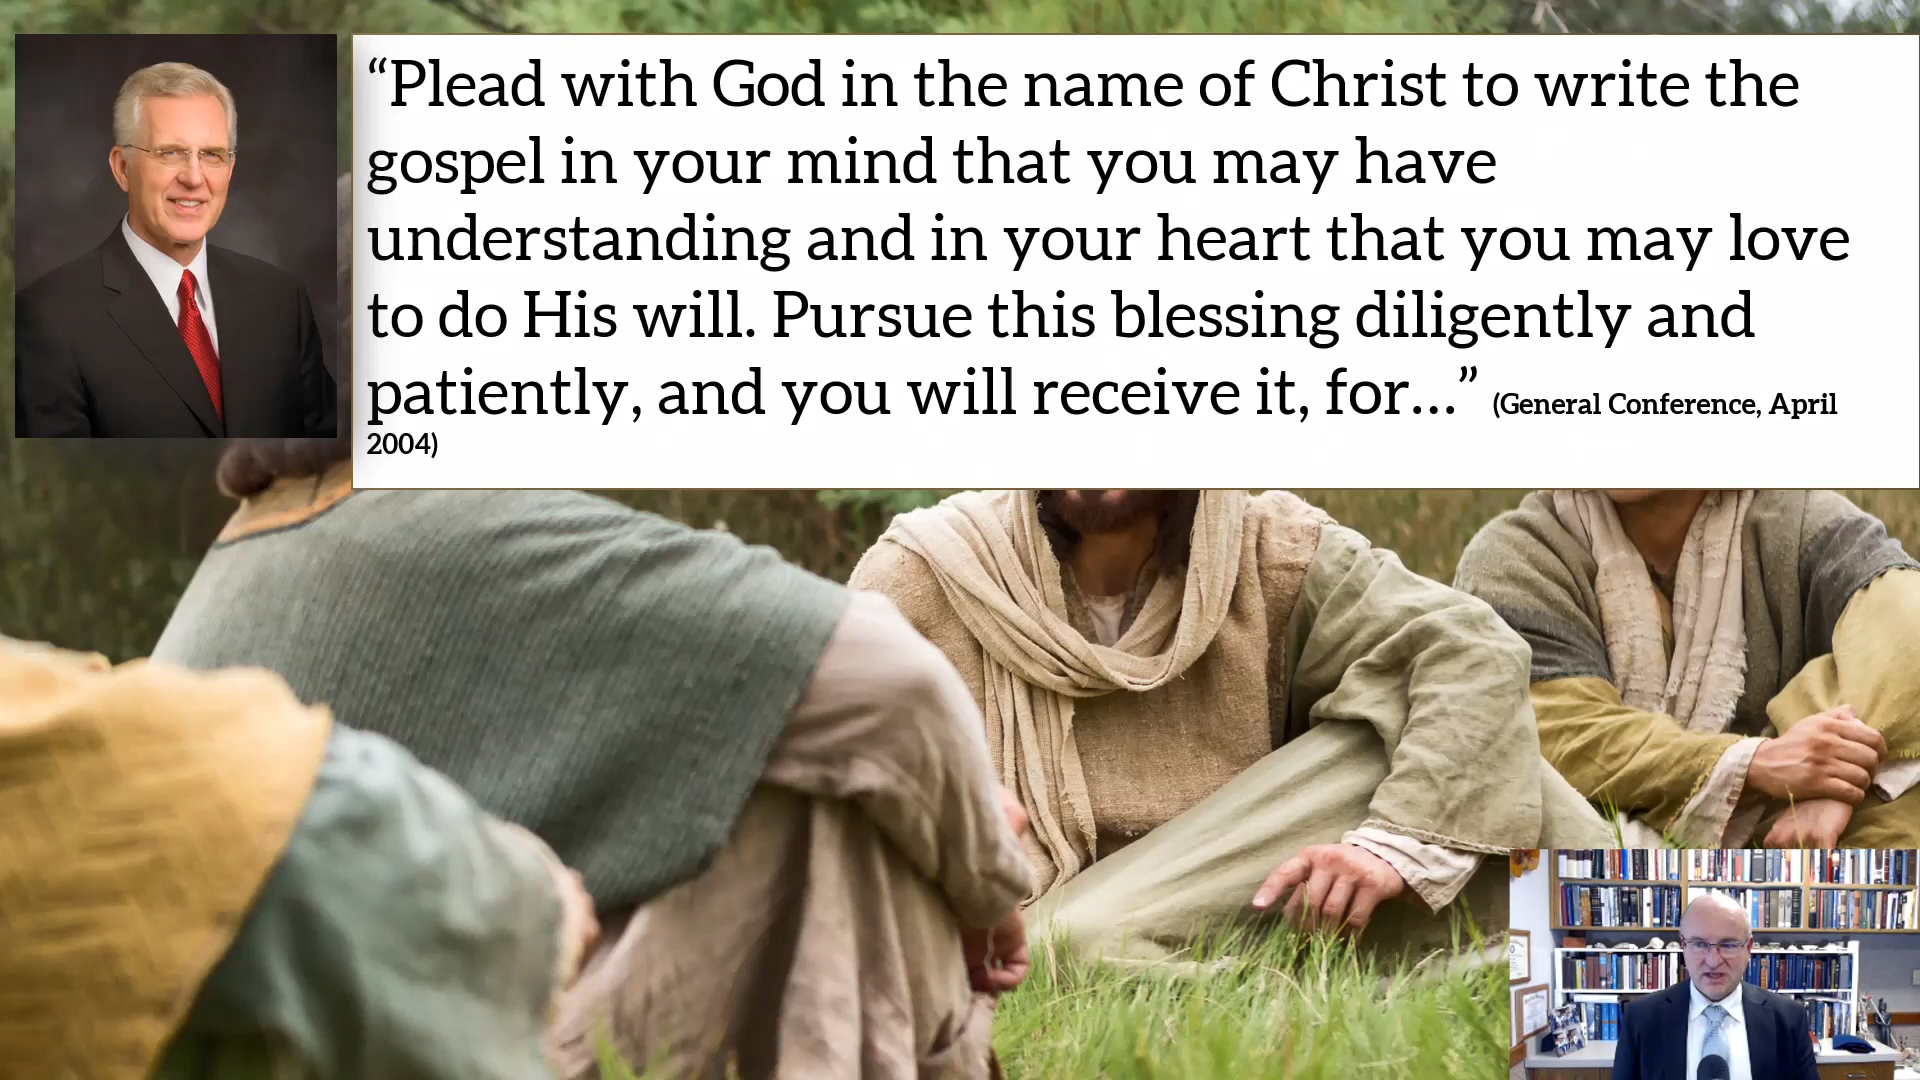 “Plead with God in the name of Christ to write the
gospel in your mind that you may have
understanding and in your heart that you may love
to do His will. Pursue this blessing diligently and
patiently, and you will receive it, for…” (General Conference, April
2004)